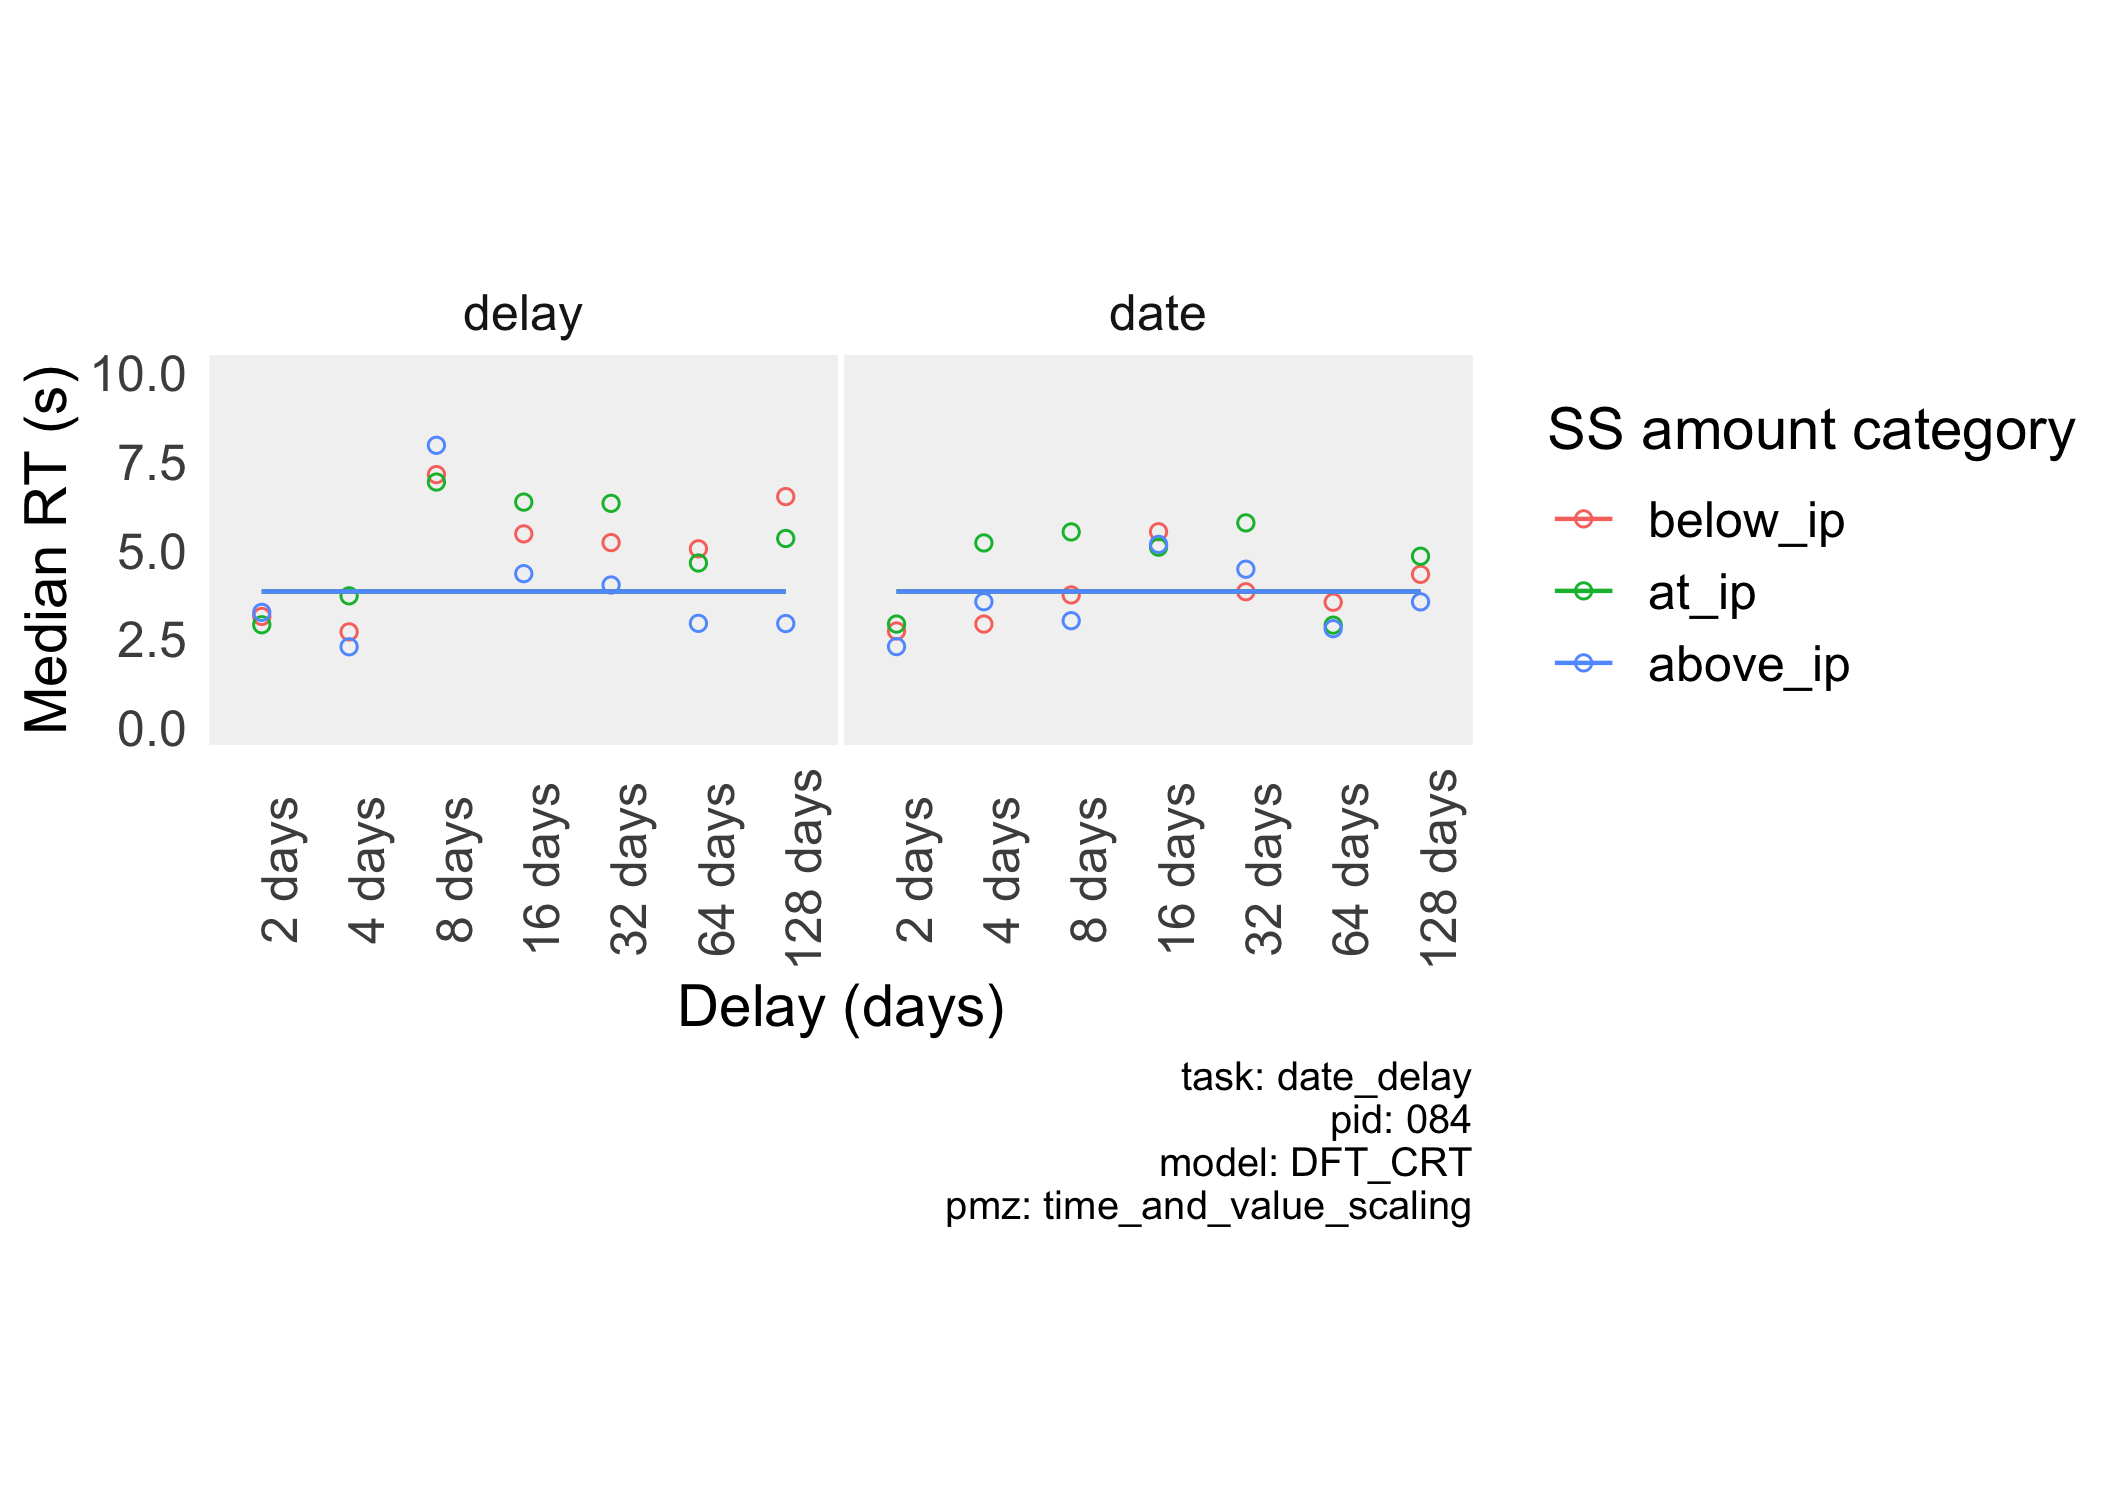 delay
date
Median RT (s)
10.0
7.5
5.0
2.5
0.0
2 days
4 days
8 days
16 days
32 days
64 days
128 days
2 days
4 days
8 days
16 days
32 days
64 days
128 days
Delay (days)
SS amount category
below_ip
at_ip
above_ip
task: date_delay
pid: 084
model: DFT_CRT
pmz: time_and_value_scaling